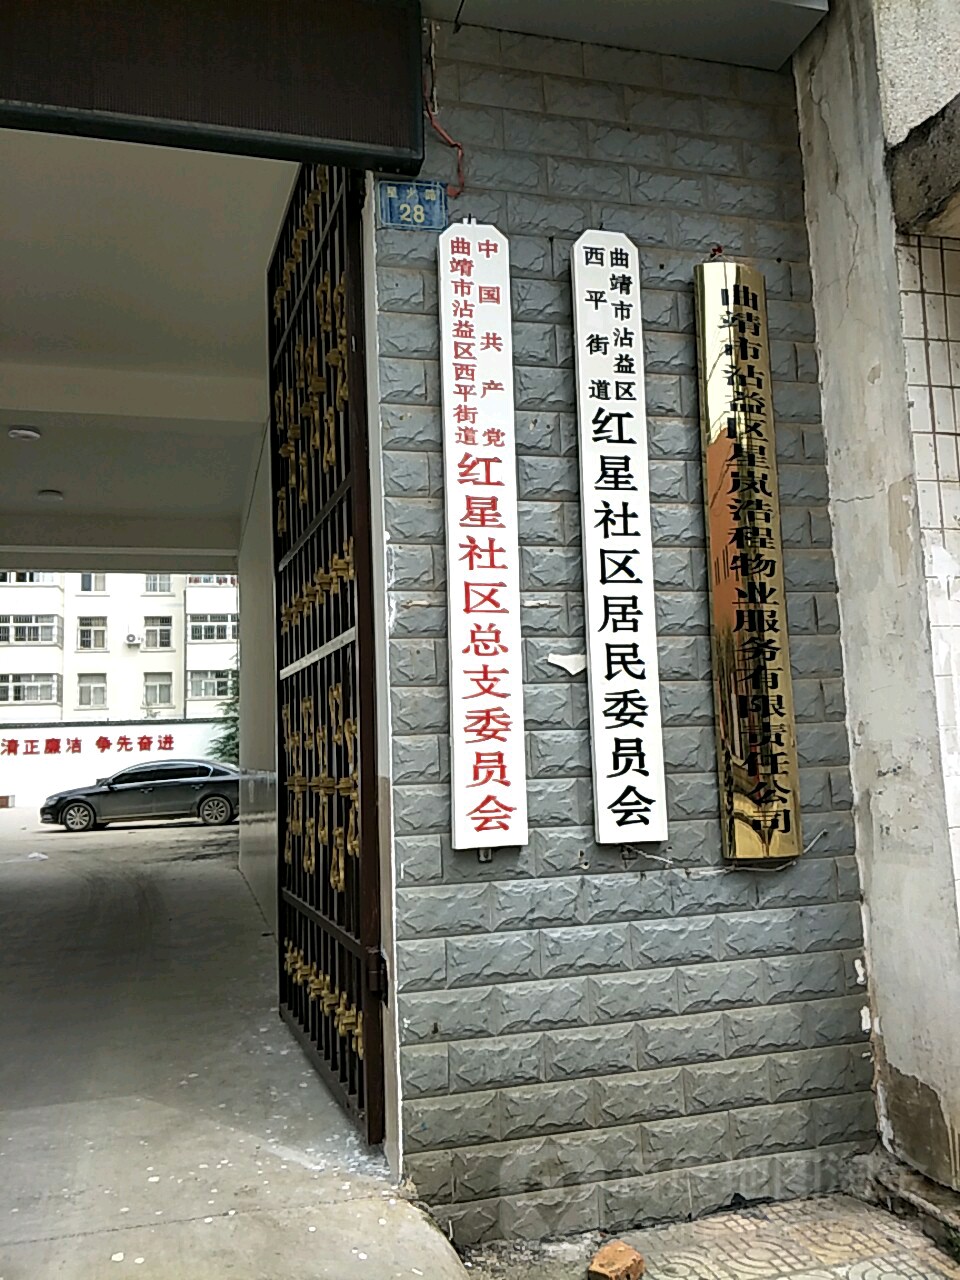 星火路
28
中国共产党
曲靖市沾益区西平街道
红星社区总支委员会
曲靖市沾益区
西平街道
红星社区居民委员会
曲靖市沾益区星岚浩程物业服务有限责任公司
清正廉洁 争先奋进